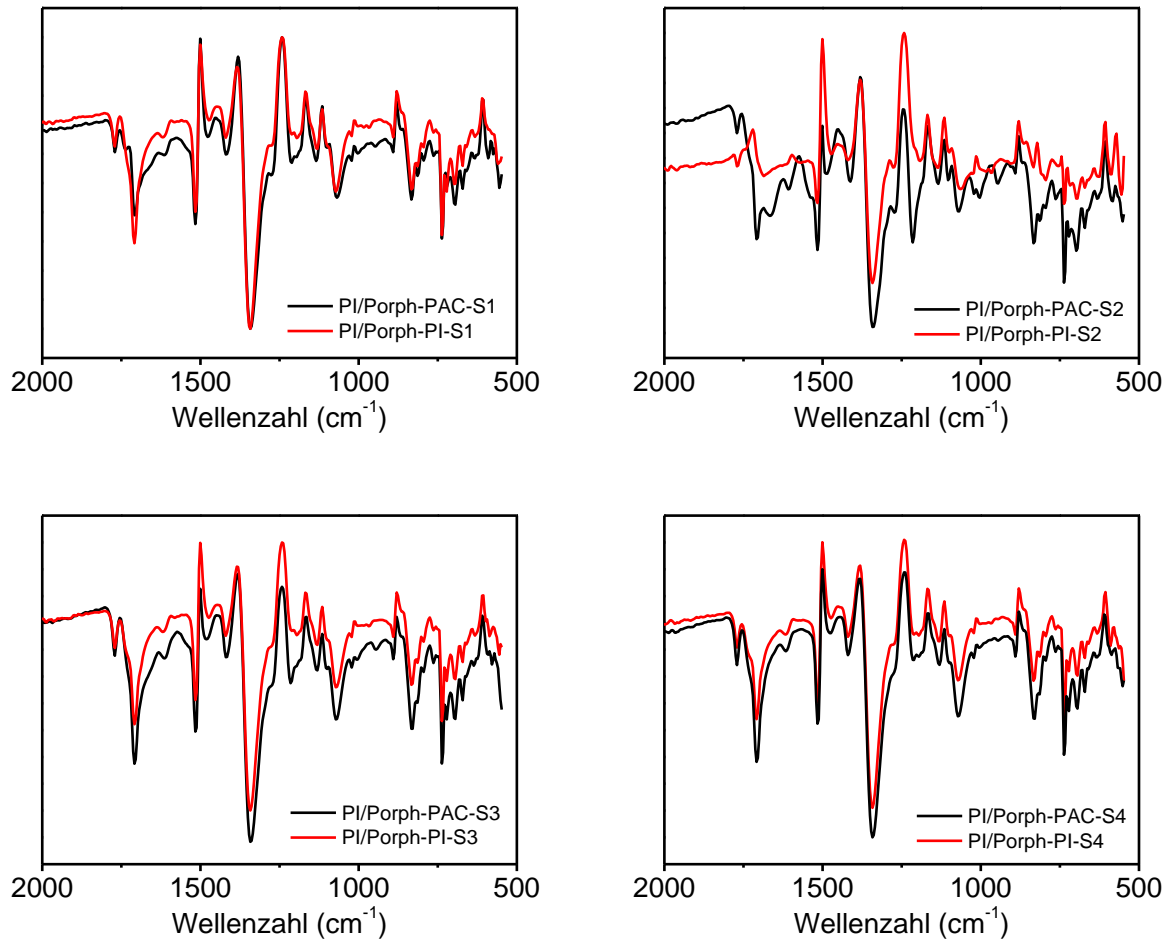 PI/Porph-PAC-S1
PI/Porph-PI-S1
2000 1500 1000 500
Wellenzahl (cm⁻¹)
PI/Porph-PAC-S2
PI/Porph-PI-S2
2000 1500 1000 500
Wellenzahl (cm⁻¹)
PI/Porph-PAC-S3
PI/Porph-PI-S3
2000 1500 1000 500
Wellenzahl (cm⁻¹)
PI/Porph-PAC-S4
PI/Porph-PI-S4
2000 1500 1000 500
Wellenzahl (cm⁻¹)